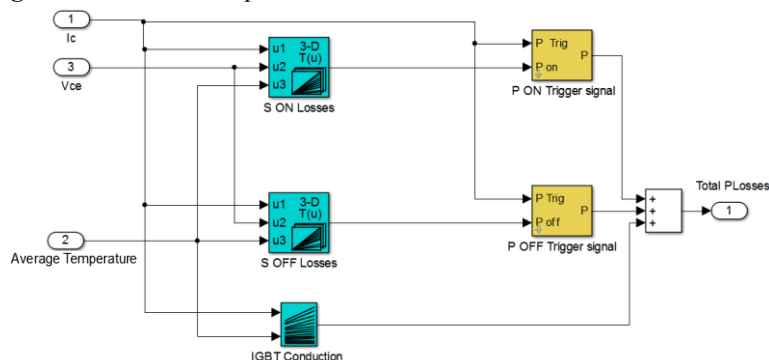 1
Ic
3
Vce
2
Average Temperature
u1
u2
u3
3-D
T(u)
S ON Losses
P Trig
P on
P
P ON Trigger signal
u1
u2
u3
3-D
T(u)
S OFF Losses
P Trig
P off
P
P OFF Trigger signal
IGBT Conduction
+
+
+
Total PLosses
1